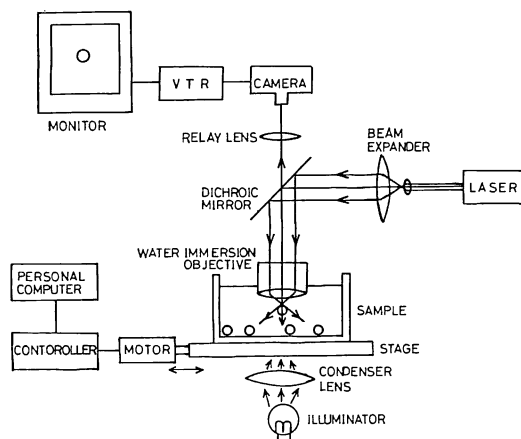 MONITOR
VTR
CAMERA
RELAY LENS
BEAM
EXPANDER
LASER
DICHROIC
MIRROR
WATER IMMERSION
OBJECTIVE
PERSONAL
COMPUTER
SAMPLE
CONTOROLLER
MOTOR
STAGE
CONDENSER
LENS
ILLUMINATOR